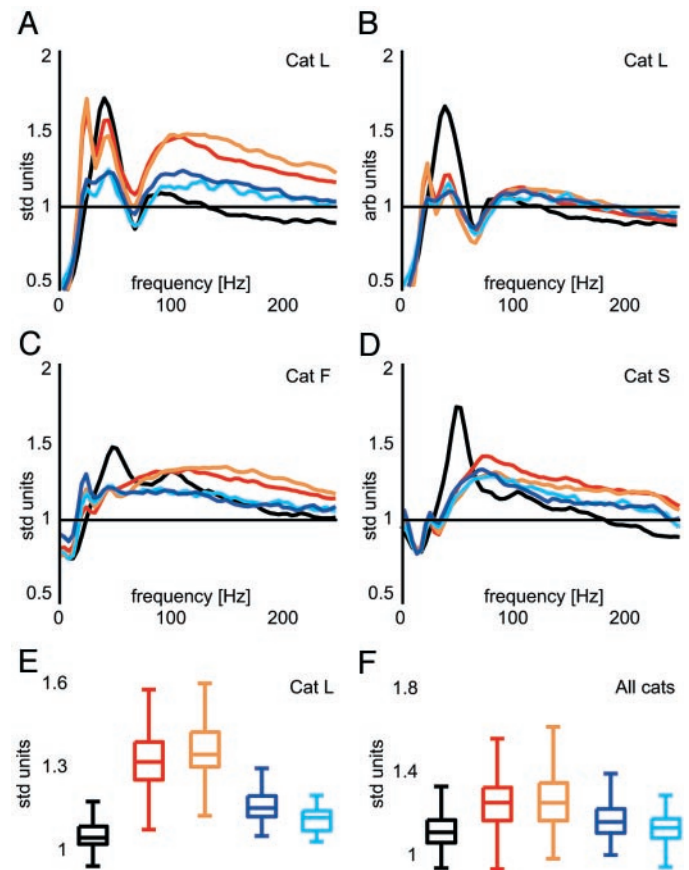 A
B
2
Cat L
2
Cat L
1.5
1.5
std units
arb units
1
1
0.5
frequency [Hz]
0.5
frequency [Hz]
0
100
200
0
100
200
C
D
2
Cat F
2
Cat S
1.5
1.5
std units
std units
1
1
0.5
frequency [Hz]
0.5
frequency [Hz]
0
100
200
0
100
200
E
F
1.6
Cat L
1.8
All cats
std units
std units
1.3
1.4
1
1